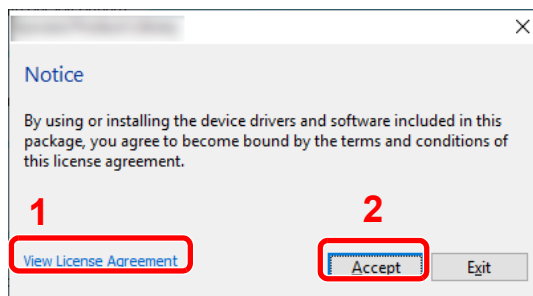 Notice
By using or installing the device drivers and software included in this
package, you agree to become bound by the terms and conditions of
this license agreement.
1
2
View License Agreement
Accept
Exit